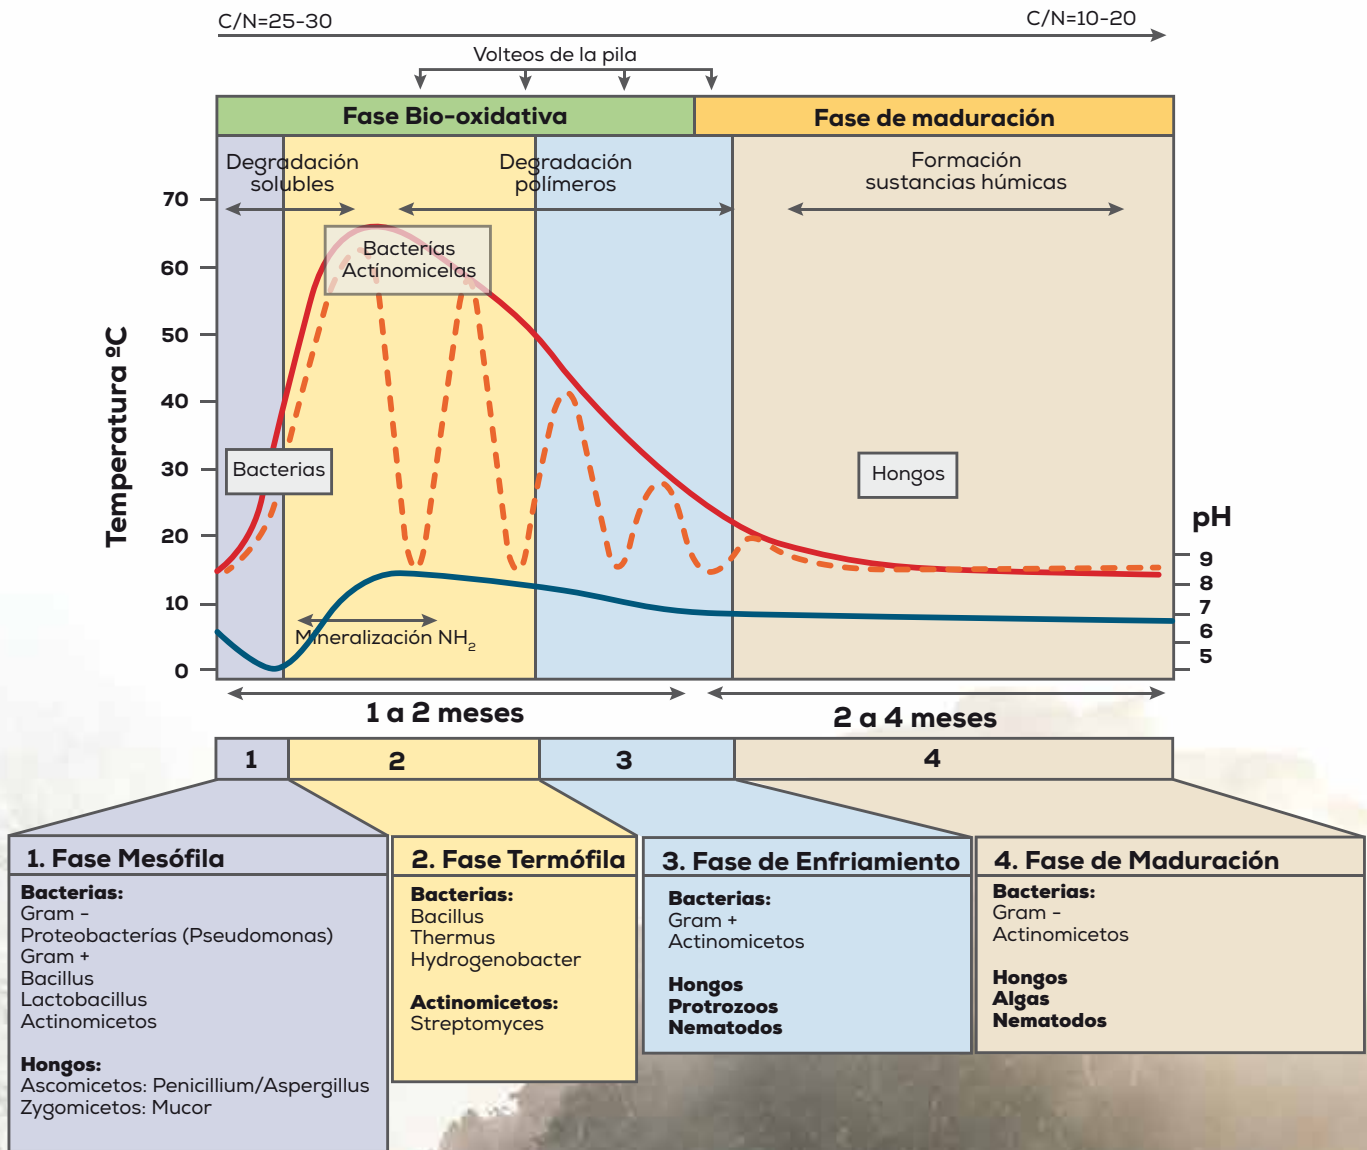 C/N=25-30
C/N=10-20
Volteos de la pila
Fase Bio-oxidativa
Fase de maduración
Degradación
solubles
Degradación
polímeros
Formación
sustancias húmicas
70
60
50
40
30
20
10
0
Temperatura ºC
Bacterías
Actínomicelas
Bacterias
Hongos
Mineralización NH₂
pH
9
8
7
6
5
1 a 2 meses
2 a 4 meses
1
2
3
4
1. Fase Mesófila
Bacterias:
Gram -
Proteobacterías (Pseudomonas)
Gram +
Bacillus
Lactobacillus
Actinomicetos
Hongos:
Ascomicetos: Penicillium/Aspergillus
Zygomicetos: Mucor
2. Fase Termófila
Bacterias:
Bacillus
Thermus
Hydrogenobacter
Actinomicetos:
Streptomyces
3. Fase de Enfriamiento
Bacterias:
Gram +
Actinomicetos
Hongos
Protrozoos
Nematodos
4. Fase de Maduración
Bacterias:
Gram -
Actinomicetos
Hongos
Algas
Nematodos